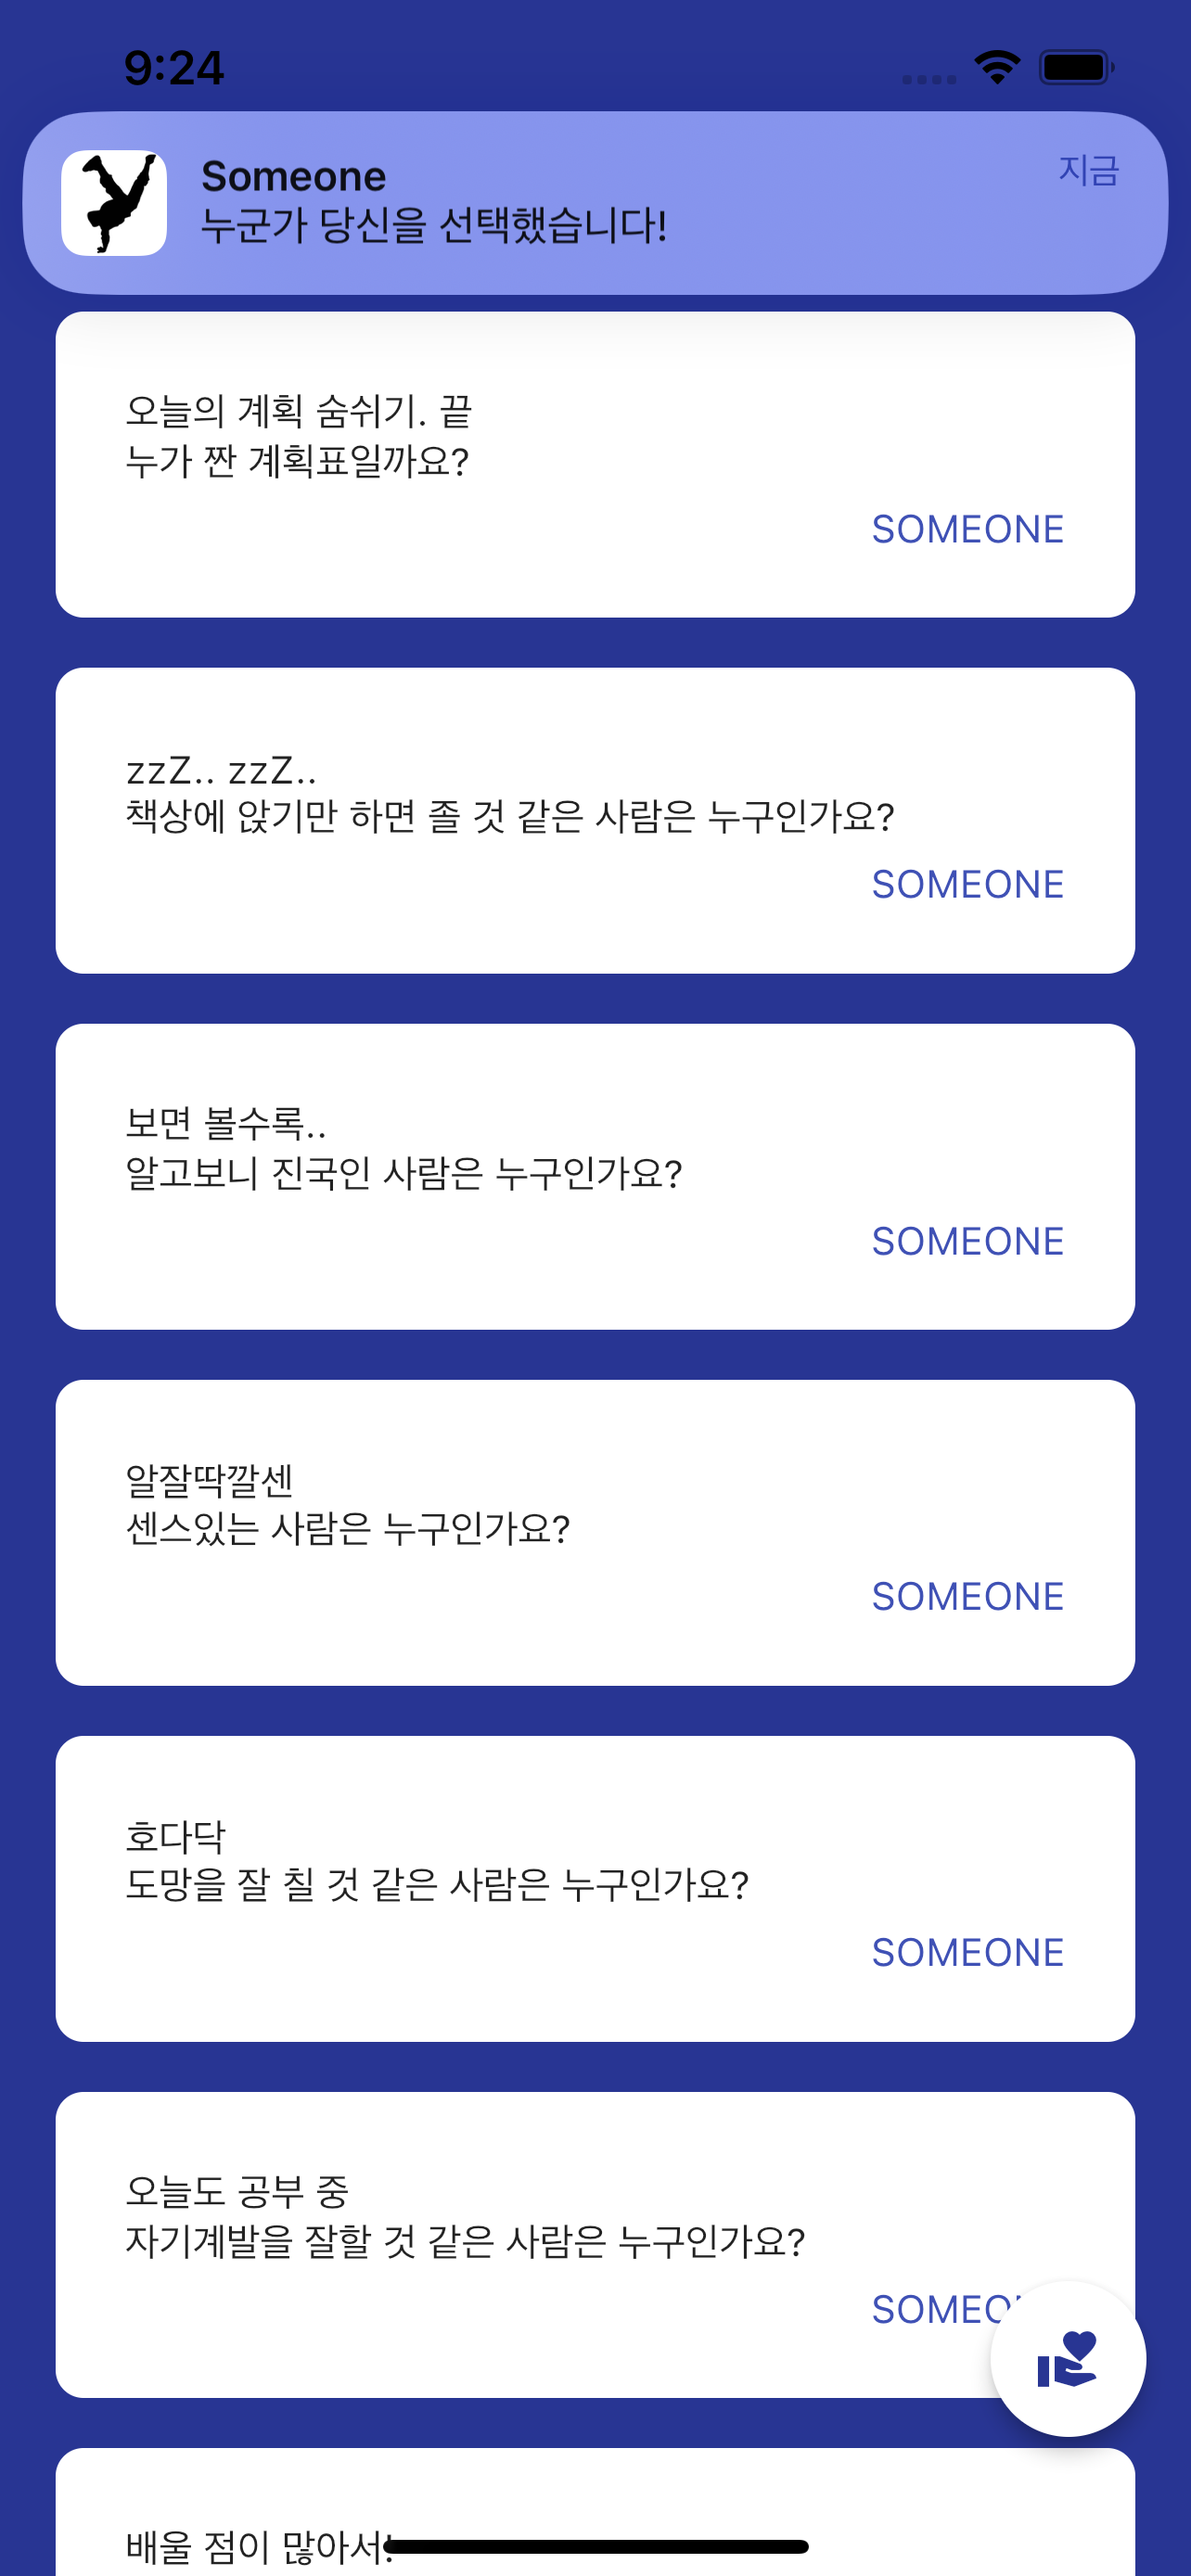 9:24
Someone
지금
누군가 당신을 선택했습니다!
오늘의 계획 숨쉬기. 끝
누가 짠 계획표일까요?
SOMEONE
zzZ.. zzZ..
책상에 앉기만 하면 졸 것 같은 사람은 누구인가요?
SOMEONE
보면 볼수록..
알고보니 진국인 사람은 누구인가요?
SOMEONE
알잘딱깔센
센스있는 사람은 누구인가요?
SOMEONE
호다닥
도망을 잘 칠 것 같은 사람은 누구인가요?
SOMEONE
오늘도 공부 중
자기계발을 잘할 것 같은 사람은 누구인가요?
SOMEON
배울 점이 많아서!